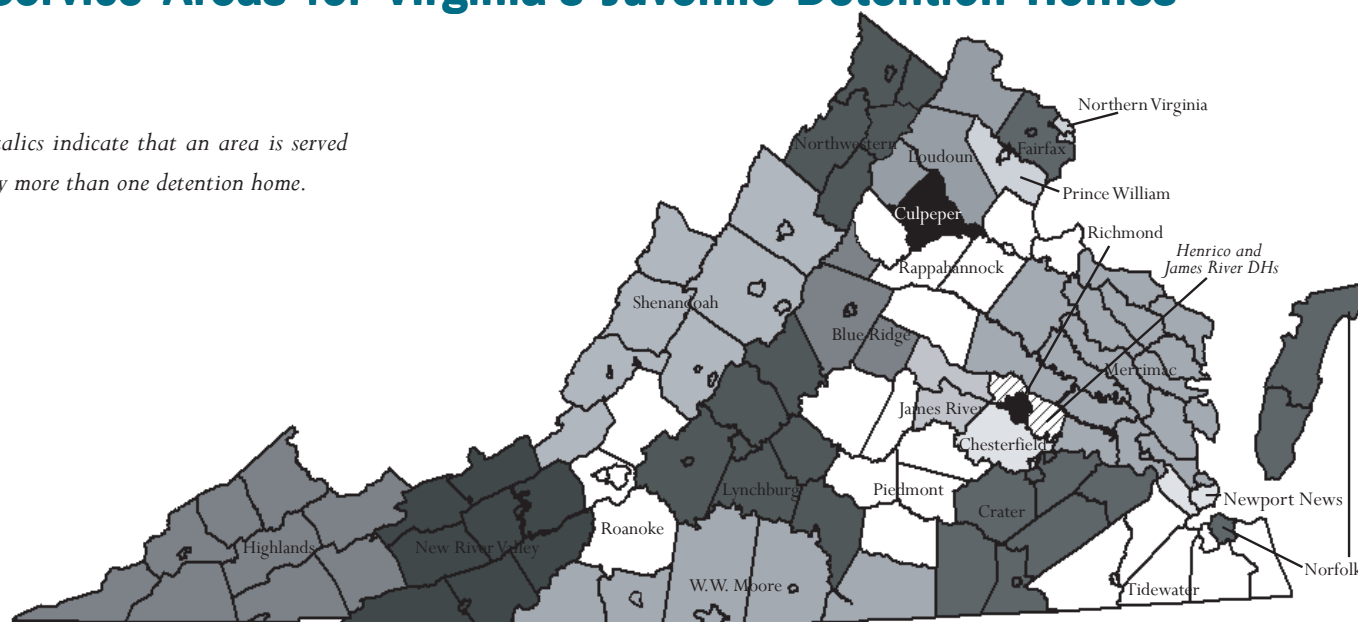 Service Areas for Virginia's Juvenile Detention Homes
italics indicate that an area is served
by more than one detention home.
Northern Virginia
Northwestern
Loudoun
Fairfax
Prince William
Culpeper
Richmond
Henrico and
James River DHs
Rappahannock
Shenandoah
Blue Ridge
Merrimac
James River
Chesterfield
Lynchburg
Piedmont
Newport News
Crater
Roanoke
Highlands
New River Valley
Norfolk
W.W. Moore
Tidewater